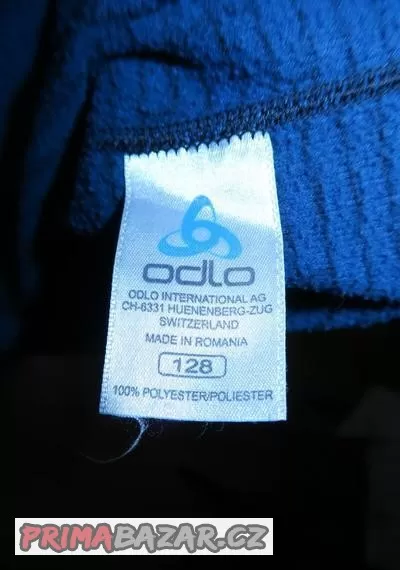 odlo
ODLO INTERNATIONAL AG
CH-6331 HUENENBERG-ZUG
SWITZERLAND
MADE IN ROMANIA
128
100% POLYESTER/POLIESTER
PRIMABAZAR.CZ